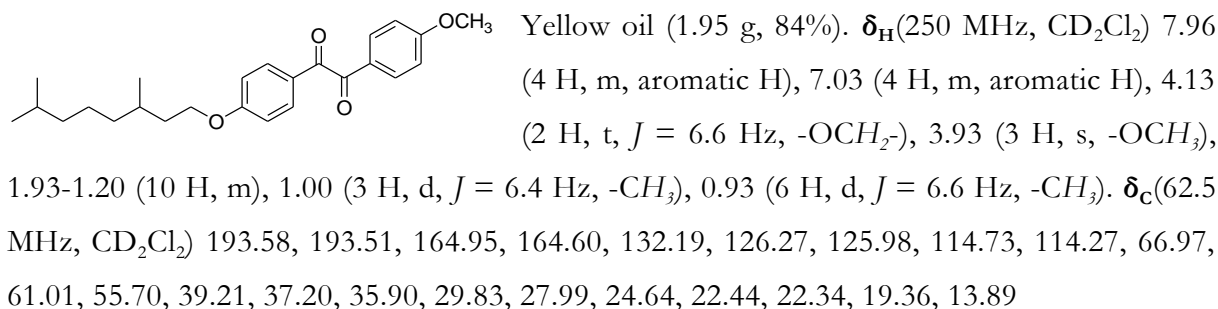 OCH₃
O
O
O
Yellow oil (1.95 g, 84%). δH(250 MHz, CD₂Cl₂) 7.96
(4 H, m, aromatic H), 7.03 (4 H, m, aromatic H), 4.13
(2 H, t, J = 6.6 Hz, -OCH₂-), 3.93 (3 H, s, -OCH₃),
1.93-1.20 (10 H, m), 1.00 (3 H, d, J = 6.4 Hz, -CH₃), 0.93 (6 H, d, J = 6.6 Hz, -CH₃). δC(62.5
MHz, CD₂Cl₂) 193.58, 193.51, 164.95, 164.60, 132.19, 126.27, 125.98, 114.73, 114.27, 66.97,
61.01, 55.70, 39.21, 37.20, 35.90, 29.83, 27.99, 24.64, 22.44, 22.34, 19.36, 13.89